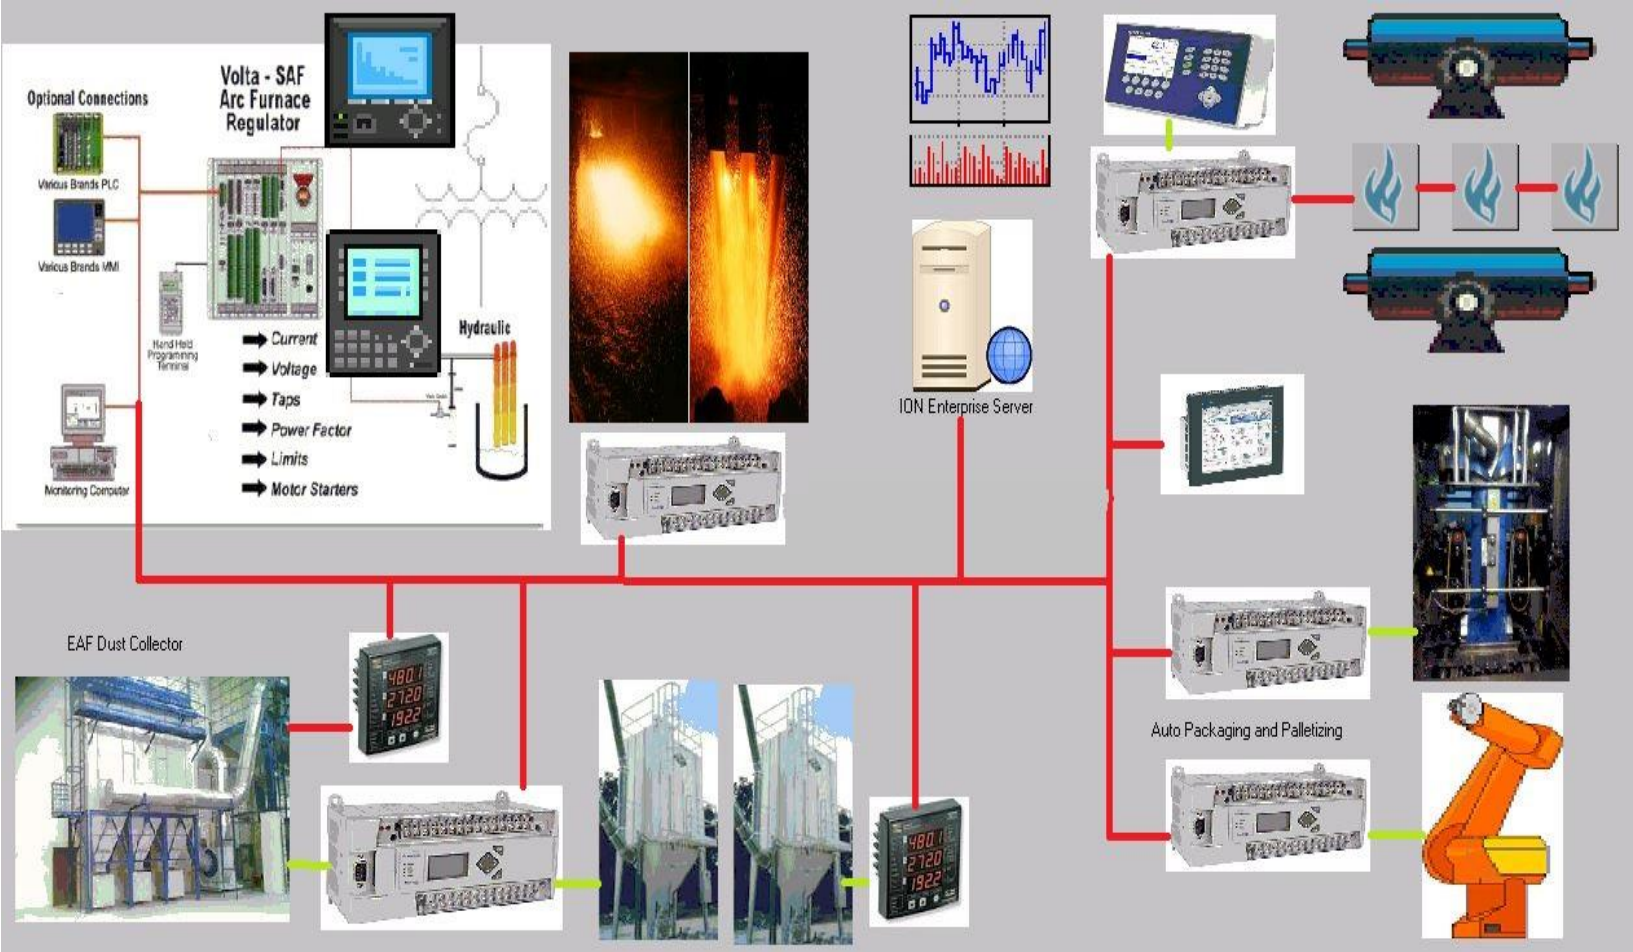 Volta - SAF
Arc Furnace
Regulator
Optional Connections
Various Brands PLC
Various Brands MMI
Hand Held
Programming
Terminal
Monitoring Computer
Current
Voltage
Taps
Power Factor
Limits
Motor Starters
Hydraulic
ION Enterprise Server
EAF Dust Collector
480.1
272.0
192.2
480.1
272.0
192.2
Auto Packaging and Palletizing